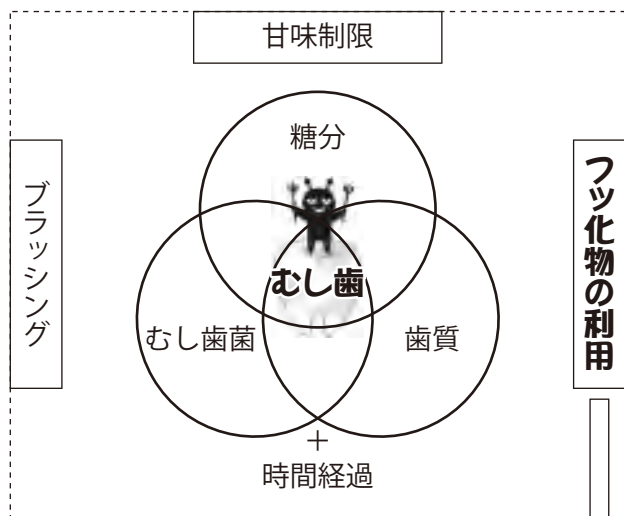 甘味制限
糖分
ブラッシング
フッ化物の利用
むし歯
むし歯菌
歯質
＋
時間経過